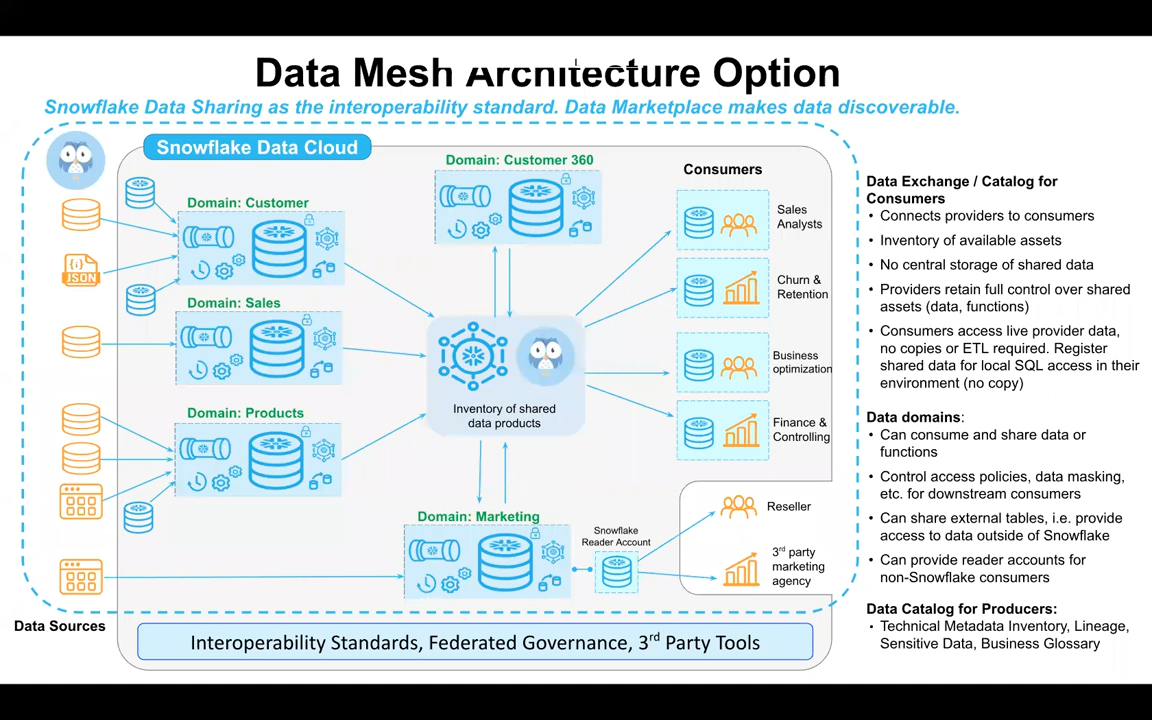 Data Mesh Architecture Option
Snowflake Data Sharing as the interoperability standard. Data Marketplace makes data discoverable.
Snowflake Data Cloud
Domain: Customer
Domain: Sales
Domain: Products
{i}
JSON
Data Sources
Domain: Customer 360
Inventory of shared
data products
Domain: Marketing
Snowflake
Reader Account
Consumers
Sales
Analysts
Churn &
Retention
Business
optimization
Finance &
Controlling
Reseller
3rd party
marketing
agency
Interoperability Standards, Federated Governance, 3rd Party Tools
Data Exchange / Catalog for
Consumers
• Connects providers to consumers
• Inventory of available assets
• No central storage of shared data
• Providers retain full control over shared
assets (data, functions)
• Consumers access live provider data,
no copies or ETL required. Register
shared data for local SQL access in their
environment (no copy)
Data domains:
• Can consume and share data or
functions
• Control access policies, data masking,
etc. for downstream consumers
• Can share external tables, i.e. provide
access to data outside of Snowflake
• Can provide reader accounts for
non-Snowflake consumers
Data Catalog for Producers:
• Technical Metadata Inventory, Lineage,
Sensitive Data, Business Glossary